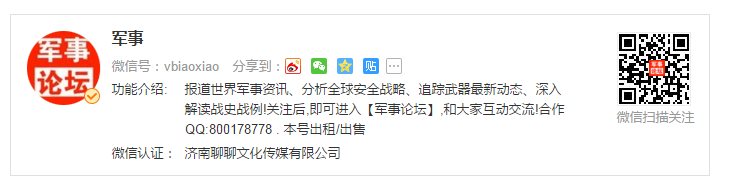 军事
军事
论坛
微信号：vbiaoxiao 分享到：
贴
功能介绍：
报道世界军事资讯、分析全球安全战略、追踪武器最新动态、深入
解读战史战例!关注后,即可进入【军事论坛】,和大家互动交流!合作
QQ:800178778 . 本号出租/出售
微信认证：
济南聊聊文化传媒有限公司
微信扫描关注